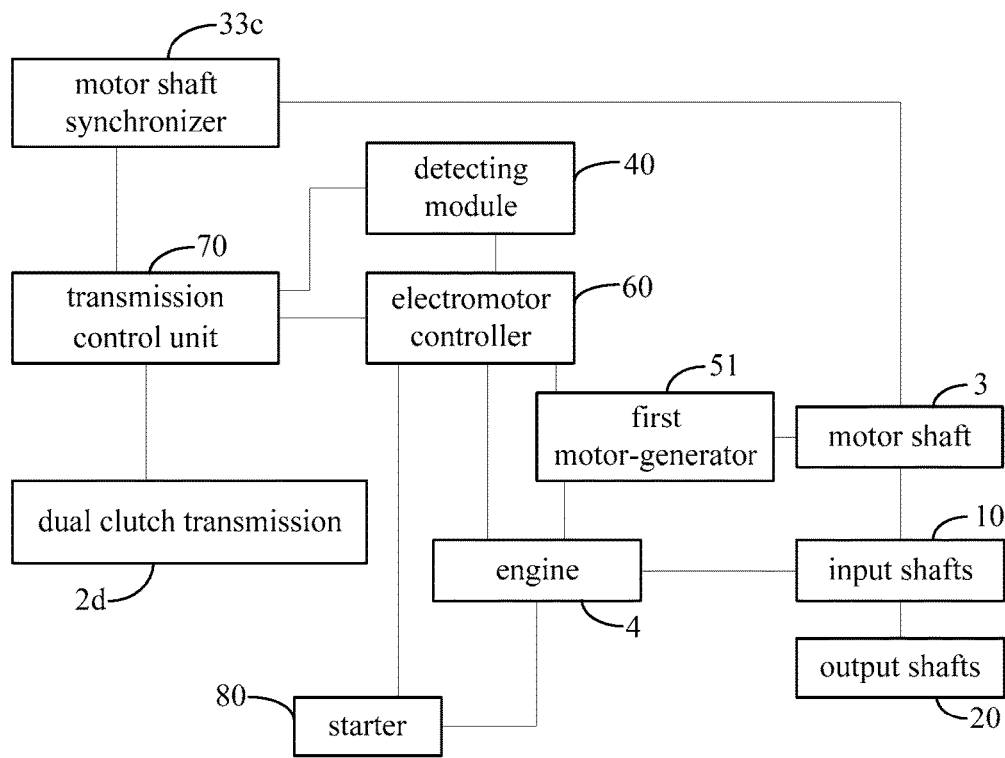 33c
motor shaft
synchronizer
detecting
module
40
70
transmission
control unit
electromotor
controller
60
51
first
motor-generator
3
motor shaft
dual clutch transmission
2d
engine
4
10
input shafts
output shafts
20
80
starter